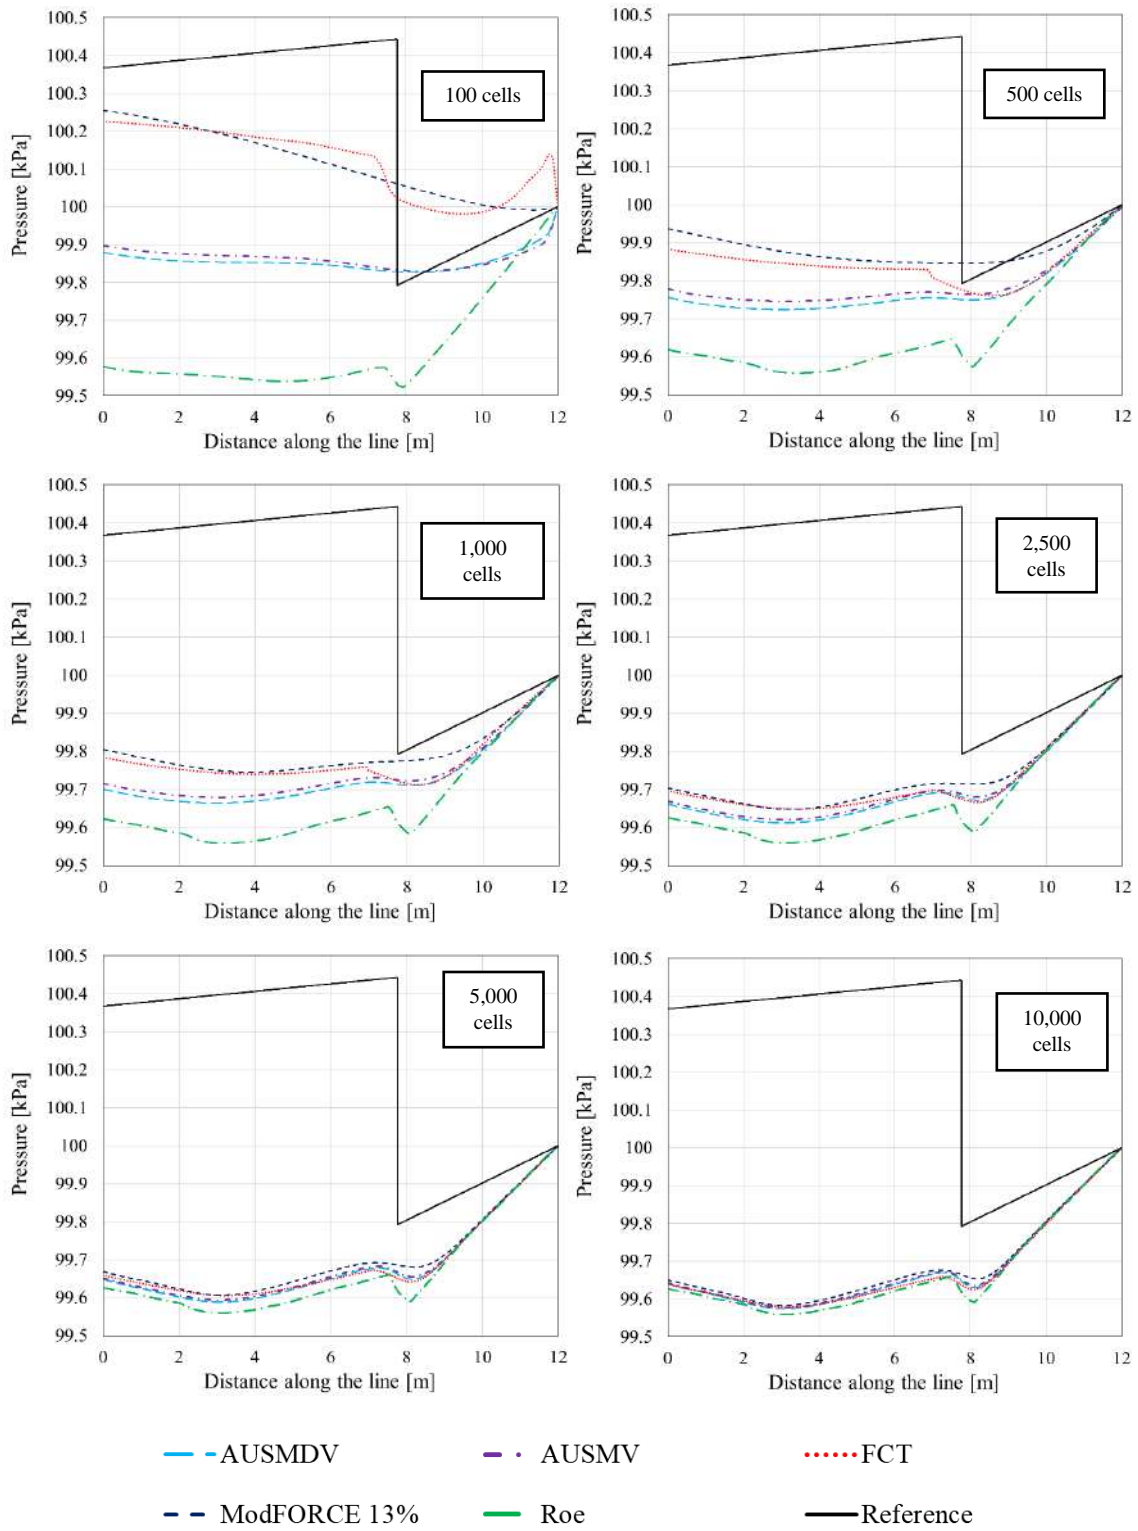 100.5
100.4
100.3
100.2
100.1
100
99.9
99.8
99.7
99.6
99.5
Pressure [kPa]
100 cells
0 2 4 6 8 10 12
Distance along the line [m]
100.5
100.4
100.3
100.2
100.1
100
99.9
99.8
99.7
99.6
99.5
Pressure [kPa]
500 cells
0 2 4 6 8 10 12
Distance along the line [m]
100.5
100.4
100.3
100.2
100.1
100
99.9
99.8
99.7
99.6
99.5
Pressure [kPa]
1,000
cells
0 2 4 6 8 10 12
Distance along the line [m]
100.5
100.4
100.3
100.2
100.1
100
99.9
99.8
99.7
99.6
99.5
Pressure [kPa]
2,500
cells
0 2 4 6 8 10 12
Distance along the line [m]
100.5
100.4
100.3
100.2
100.1
100
99.9
99.8
99.7
99.6
99.5
Pressure [kPa]
5,000
cells
0 2 4 6 8 10 12
Distance along the line [m]
100.5
100.4
100.3
100.2
100.1
100
99.9
99.8
99.7
99.6
99.5
Pressure [kPa]
10,000
cells
0 2 4 6 8 10 12
Distance along the line [m]
AUSMDV AUSMV FCT
ModFORCE 13% Roe Reference